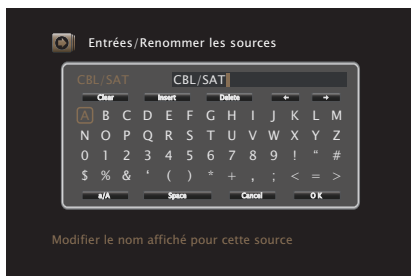 Entrées/Renommer les sources
CBL/SAT CBL/SAT
Clear Insert Delete ← →
A B C D E F G H I J K L M
N O P Q R S T U V W X Y Z
0 1 2 3 4 5 6 7 8 9 ! “ #
$ % & ‘ ( ) * + , ; < = >
a/A Space Cancel OK
Modifier le nom affiché pour cette source